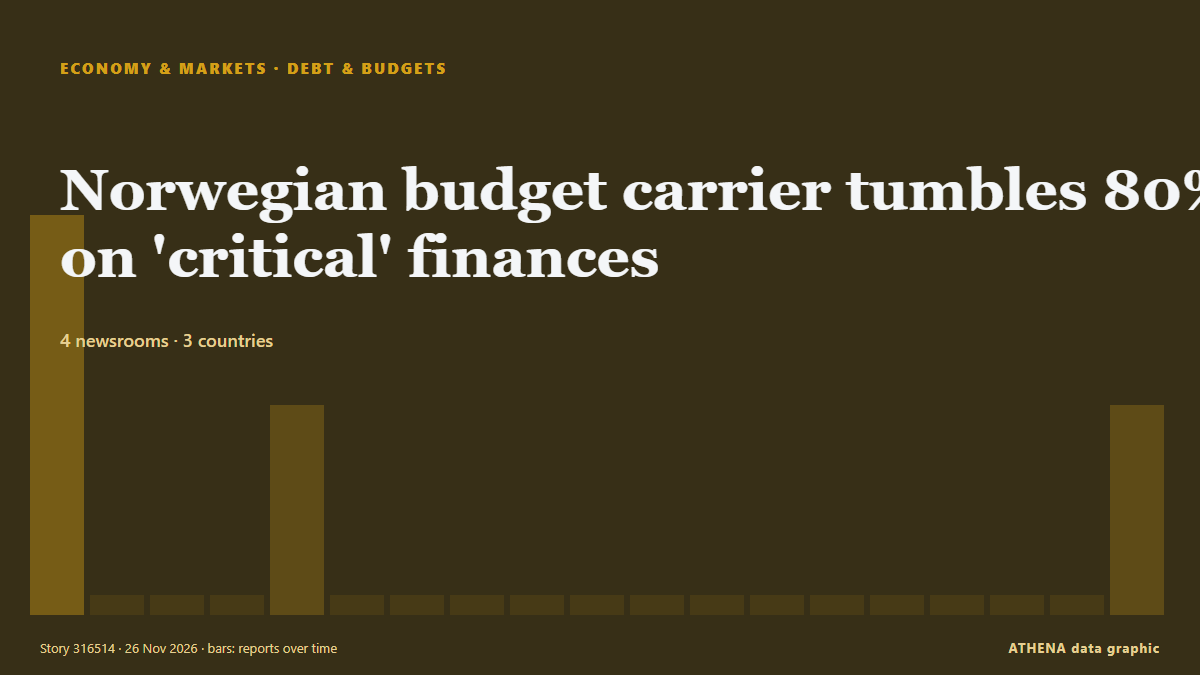 ECONOMY & MARKETS · DEBT & BUDGETS
Norwegian budget carrier tumbles 80%
on 'critical' finances
4 newsrooms · 3 countries
Story 316514 · 26 Nov 2026 · bars: reports over time
ATHENA data graphic